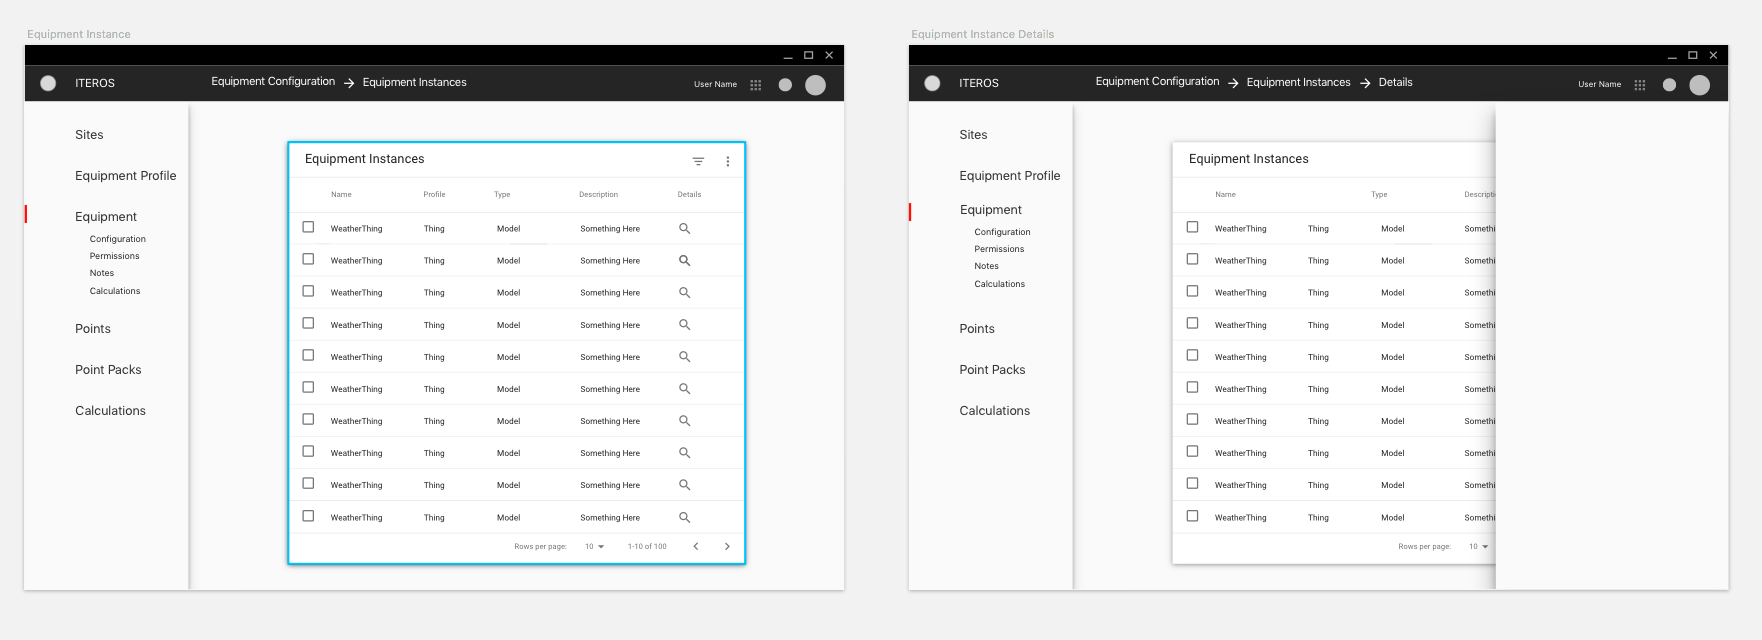 Equipment Instance
ITEROS
Equipment Configuration → Equipment Instances
User Name
Sites
Equipment Profile
Equipment
Configuration
Permissions
Notes
Calculations
Points
Point Packs
Calculations
Equipment Instances
Name Profile Type Description Details
WeatherThing Thing Model Something Here
WeatherThing Thing Model Something Here
WeatherThing Thing Model Something Here
WeatherThing Thing Model Something Here
WeatherThing Thing Model Something Here
WeatherThing Thing Model Something Here
WeatherThing Thing Model Something Here
WeatherThing Thing Model Something Here
WeatherThing Thing Model Something Here
WeatherThing Thing Model Something Here
Rows per page: 10 1-10 of 100
Equipment Instance Details
ITEROS
Equipment Configuration → Equipment Instances → Details
User Name
Sites
Equipment Profile
Equipment
Configuration
Permissions
Notes
Calculations
Points
Point Packs
Calculations
Equipment Instances
Name Type Descripti
WeatherThing Thing Model Somethi
WeatherThing Thing Model Somethi
WeatherThing Thing Model Somethi
WeatherThing Thing Model Somethi
WeatherThing Thing Model Somethi
WeatherThing Thing Model Somethi
WeatherThing Thing Model Somethi
WeatherThing Thing Model Somethi
WeatherThing Thing Model Somethi
WeatherThing Thing Model Somethi
Rows per page: 10